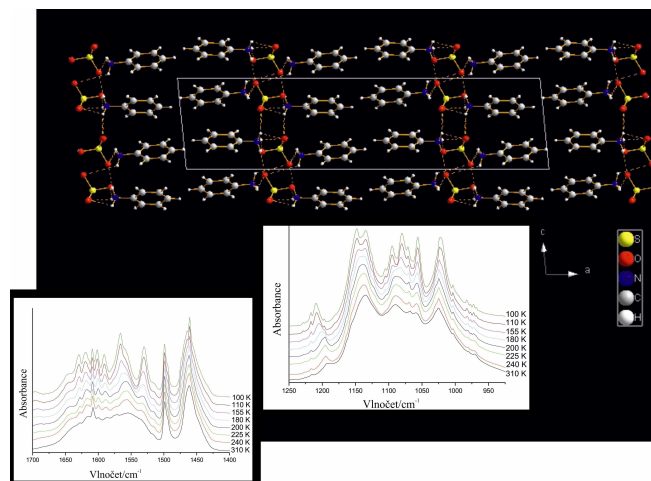 c
a
S
O
N
C
H
Absorbance
100 K
110 K
155 K
180 K
200 K
225 K
240 K
310 K
1250 1200 1150 1100 1050 1000 950
Vlnočet/cm-1
Absorbance
100 K
110 K
155 K
180 K
200 K
225 K
240 K
310 K
1700 1650 1600 1550 1500 1450 1400
Vlnočet/cm-1